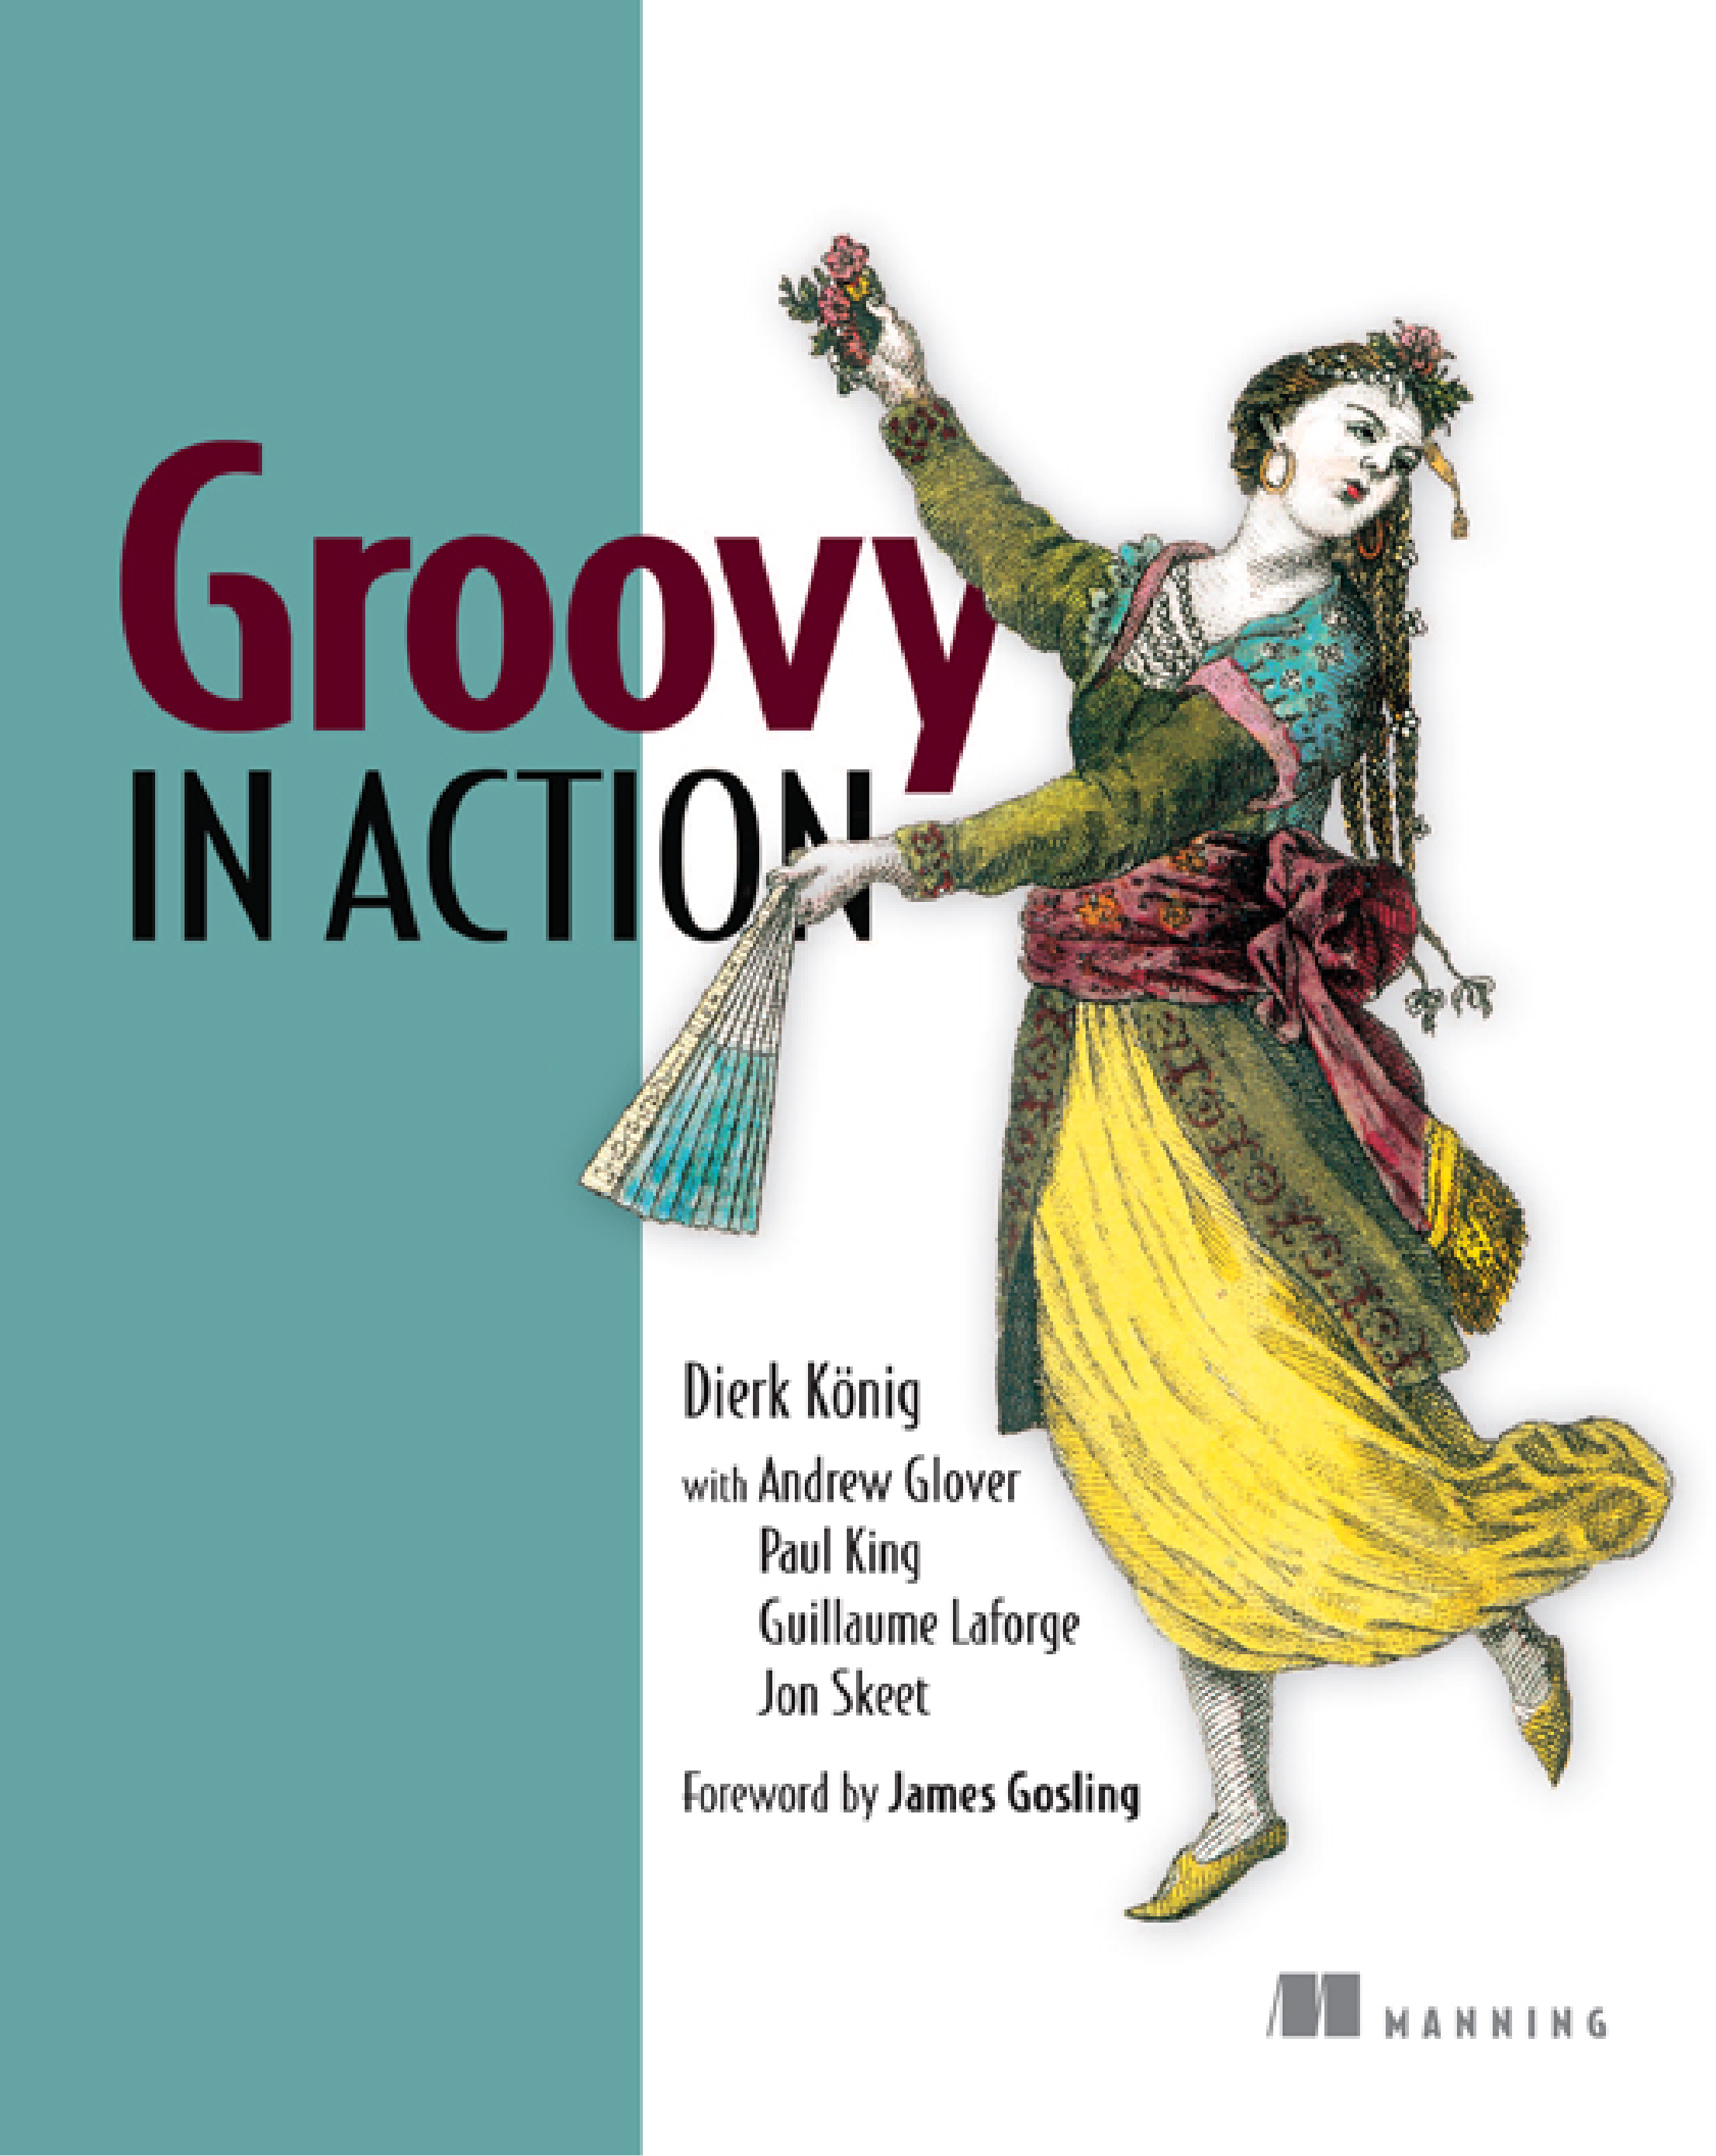 Groovy
IN ACTION
Dierk König
with Andrew Glover
Paul King
Guillaume Laforge
Jon Skeet
Foreword by James Gosling
MANNING